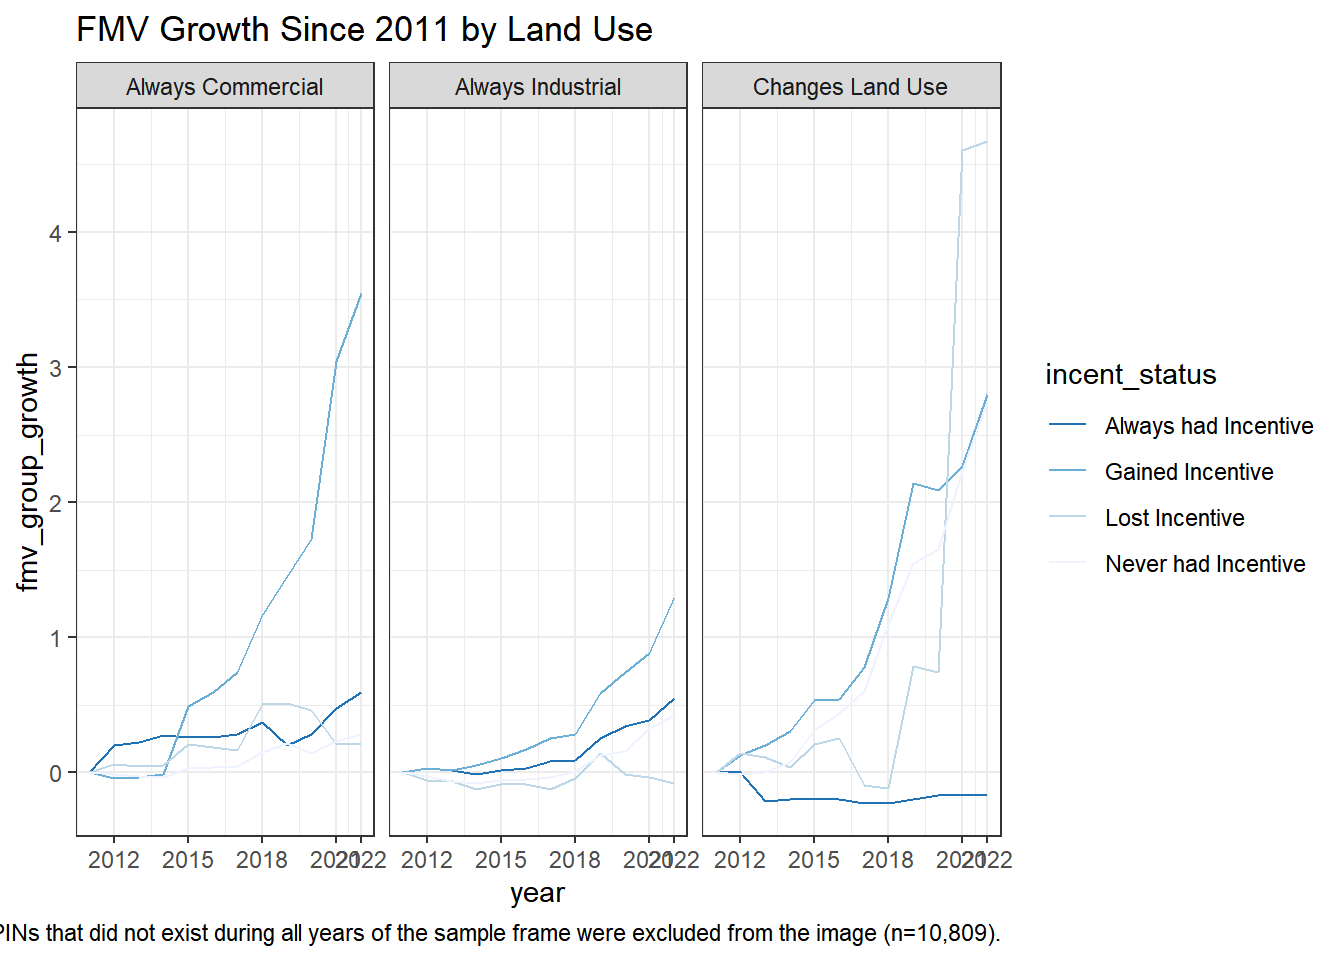 FMV Growth Since 2011 by Land Use
Always Commercial
Always Industrial
Changes Land Use
4
3
2
1
0
fmv_group_growth
2012 2015 2018 2021 2022
2012 2015 2018 2021 2022
2012 2015 2018 2021 2022
year
incent_status
Always had Incentive
Gained Incentive
Lost Incentive
Never had Incentive
PINs that did not exist during all years of the sample frame were excluded from the image (n=10,809).